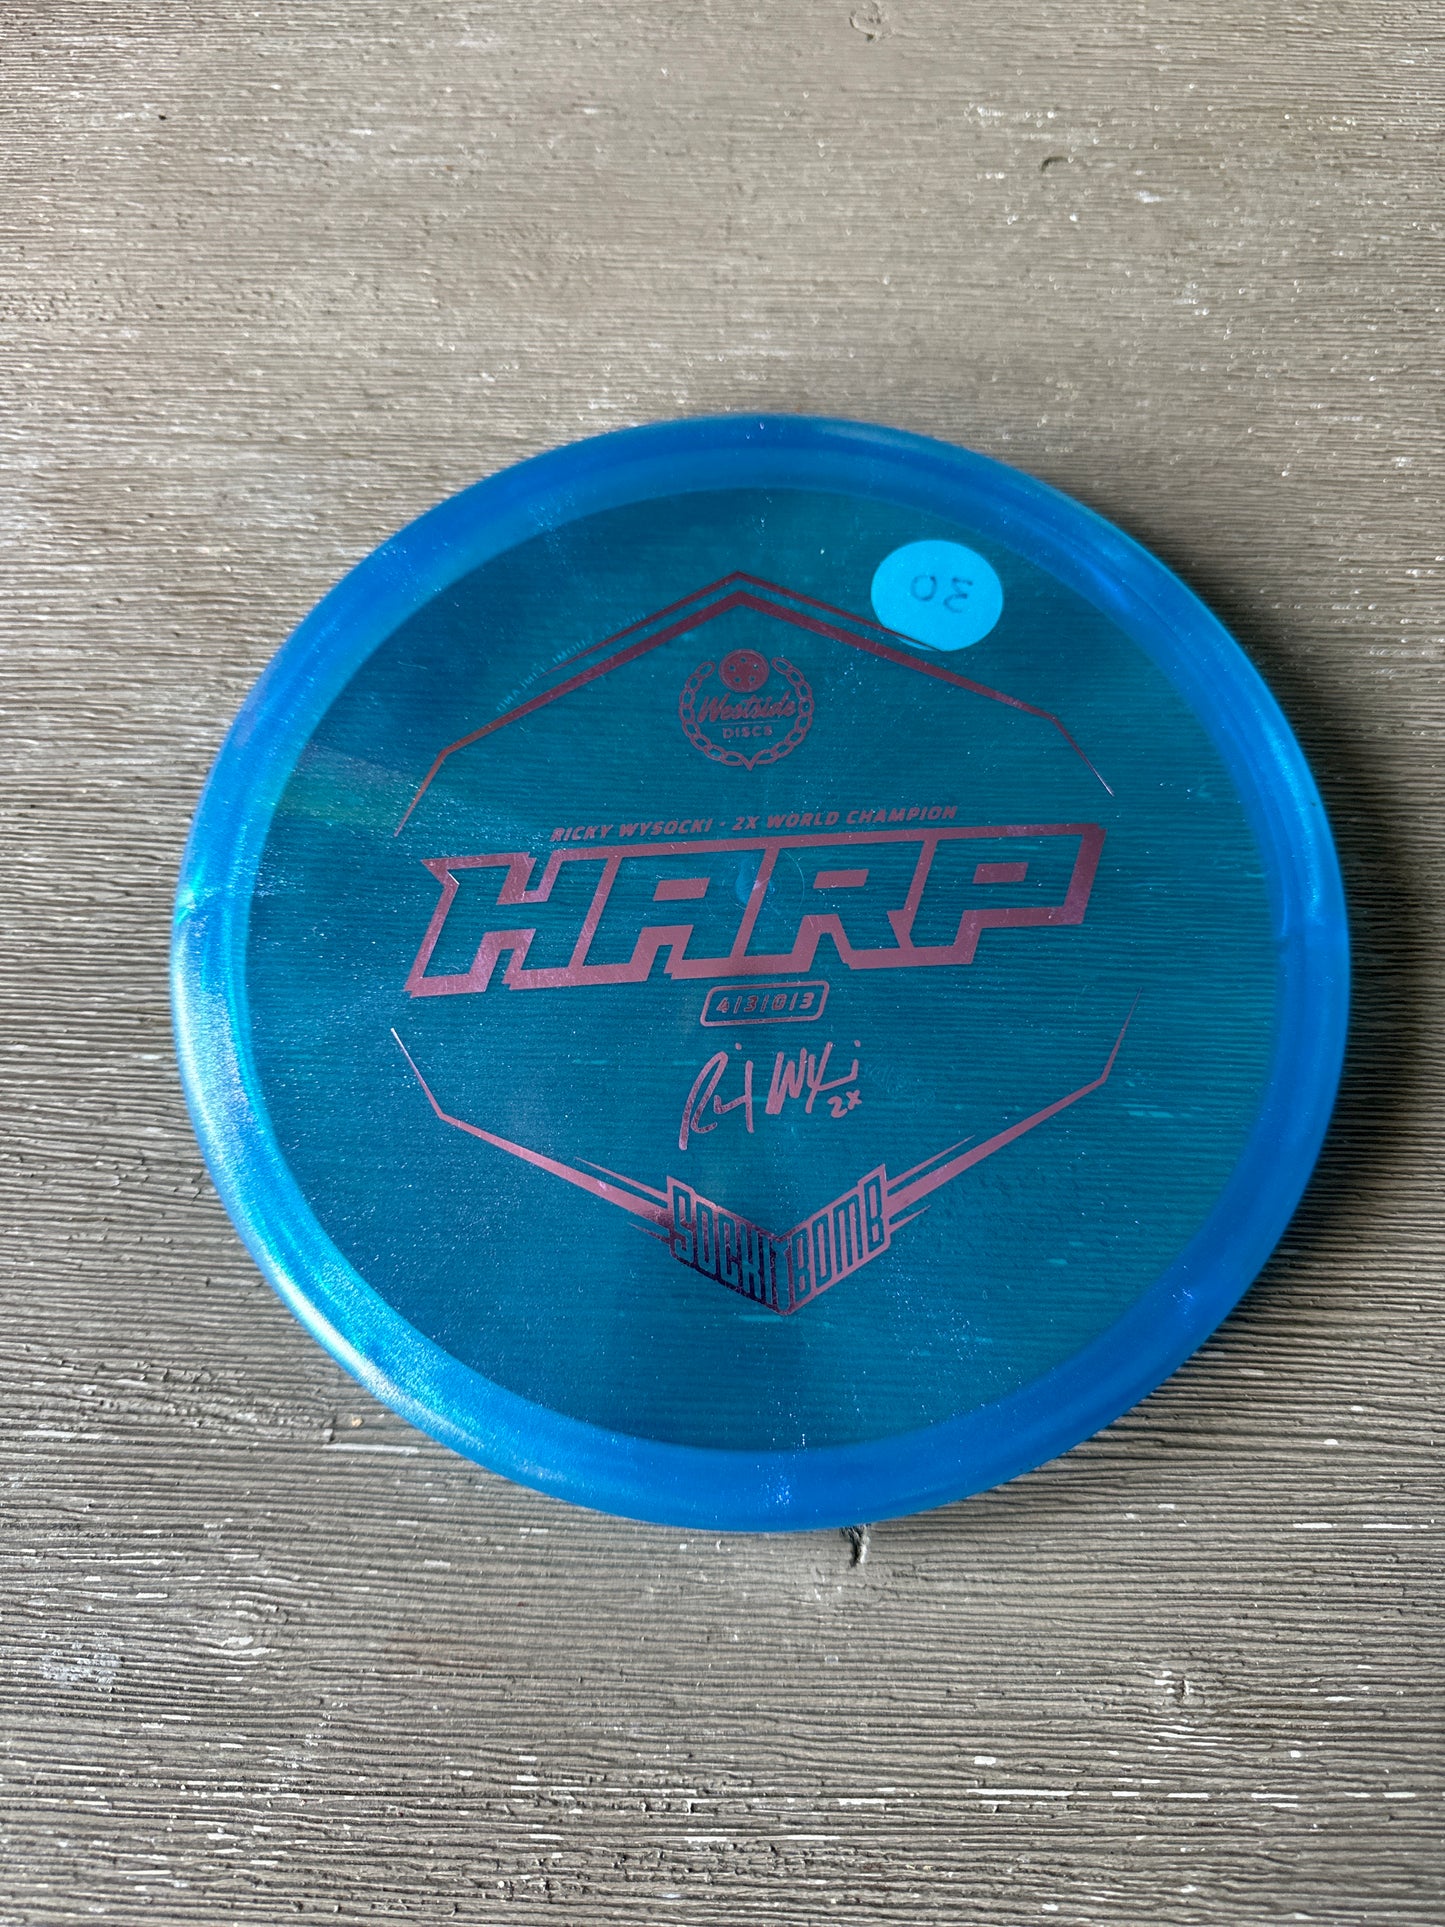 30
Westside
DISCS
RICKY WYSOCKI - 2X WORLD CHAMPION
HARP
4|3|0|3
2X
SOCKIT BOMB